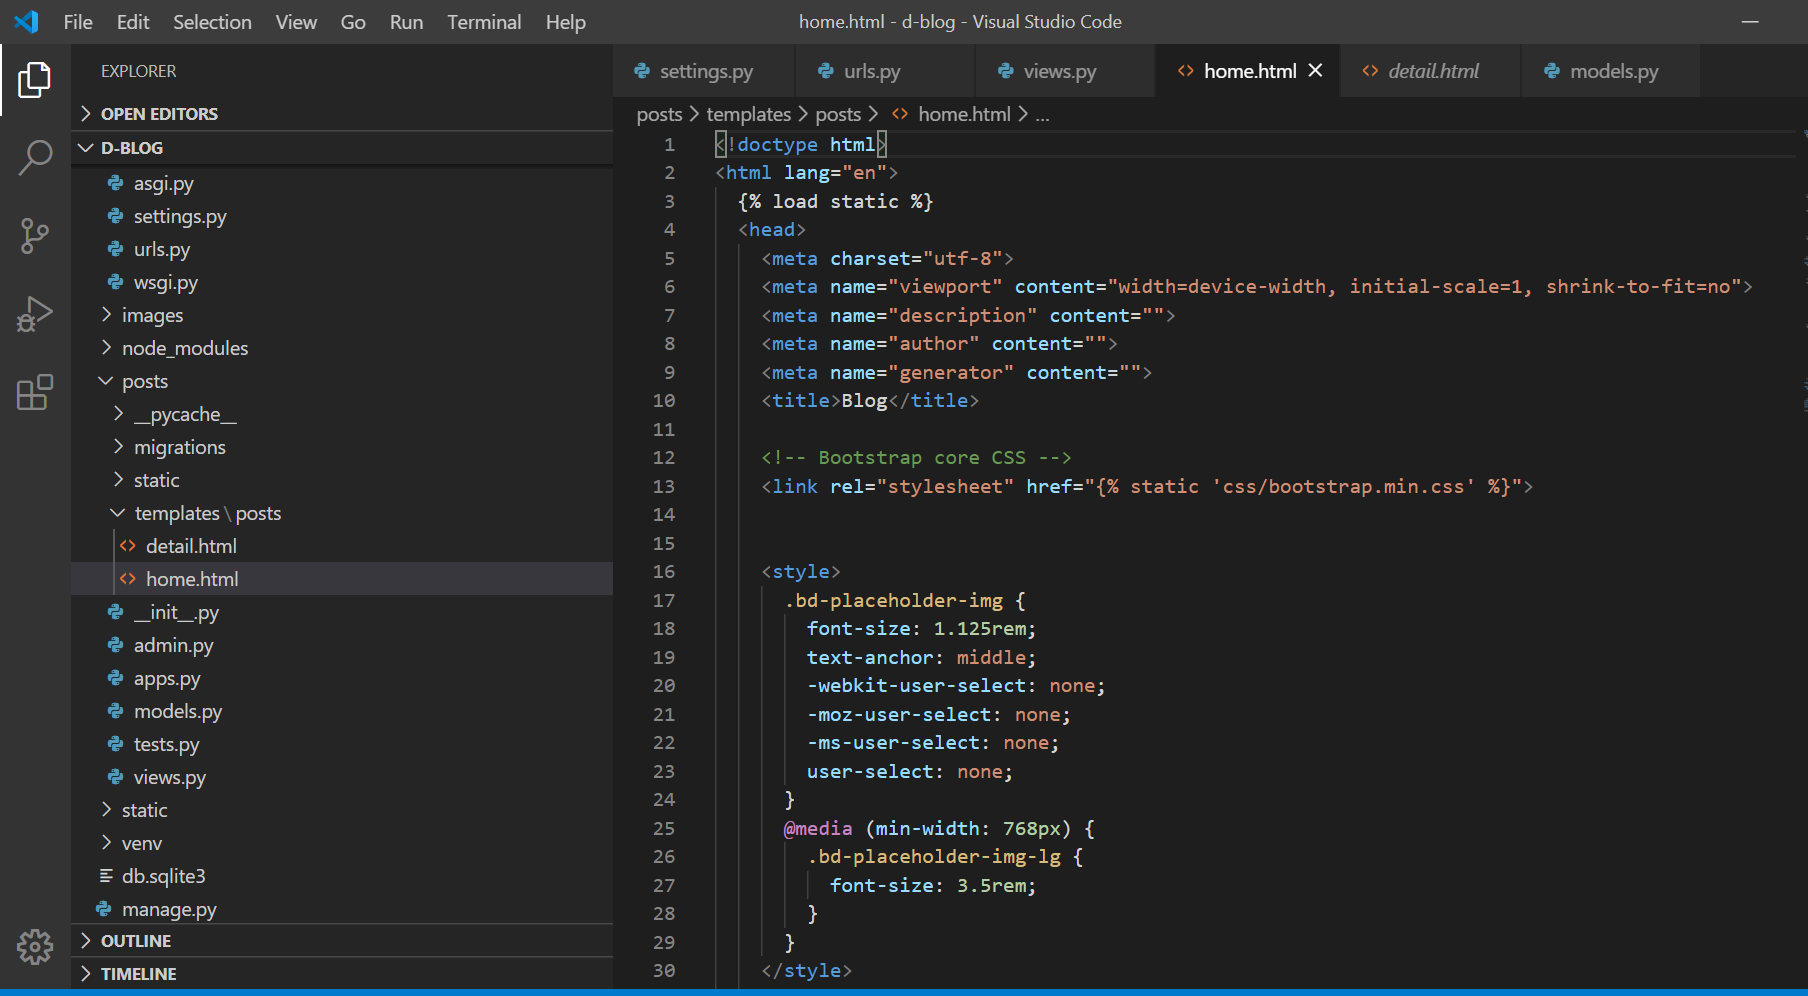 File Edit Selection View Go Run Terminal Help
home.html - d-blog - Visual Studio Code
EXPLORER
OPEN EDITORS
D-BLOG
asgi.py
settings.py
urls.py
wsgi.py
images
node_modules
posts
__pycache__
migrations
static
templates\posts
detail.html
home.html
__init__.py
admin.py
apps.py
models.py
tests.py
views.py
static
venv
db.sqlite3
manage.py
OUTLINE
TIMELINE
settings.py urls.py views.py home.html detail.html models.py
posts > templates > posts > home.html > ...
1 <!doctype html>
2 <html lang="en">
3 {% load static %}
4 <head>
5 <meta charset="utf-8">
6 <meta name="viewport" content="width=device-width, initial-scale=1, shrink-to-fit=no">
7 <meta name="description" content="">
8 <meta name="author" content="">
9 <meta name="generator" content="">
10 <title>Blog</title>
11
12 <!-- Bootstrap core CSS -->
13 <link rel="stylesheet" href="{% static 'css/bootstrap.min.css' %}">
14
15
16 <style>
17 .bd-placeholder-img {
18 font-size: 1.125rem;
19 text-anchor: middle;
20 -webkit-user-select: none;
21 -moz-user-select: none;
22 -ms-user-select: none;
23 user-select: none;
24 }
25 @media (min-width: 768px) {
26 .bd-placeholder-img-lg {
27 font-size: 3.5rem;
28 }
29 }
30 </style>